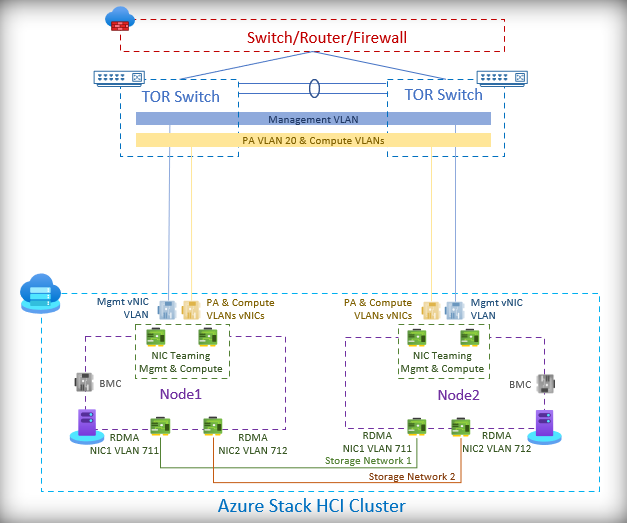 Switch/Router/Firewall
TOR Switch
TOR Switch
Management VLAN
PA VLAN 20 & Compute VLANs
Mgmt vNIC
VLAN
PA & Compute
VLANs vNICs
PA & Compute
VLANs vNICs
Mgmt vNIC
VLAN
NIC Teaming
Mgmt & Compute
NIC Teaming
Mgmt & Compute
BMC
Node1
Node2
BMC
RDMA
NIC1 VLAN 711
RDMA
NIC2 VLAN 712
RDMA
NIC1 VLAN 711
RDMA
NIC2 VLAN 712
Storage Network 1
Storage Network 2
Azure Stack HCI Cluster